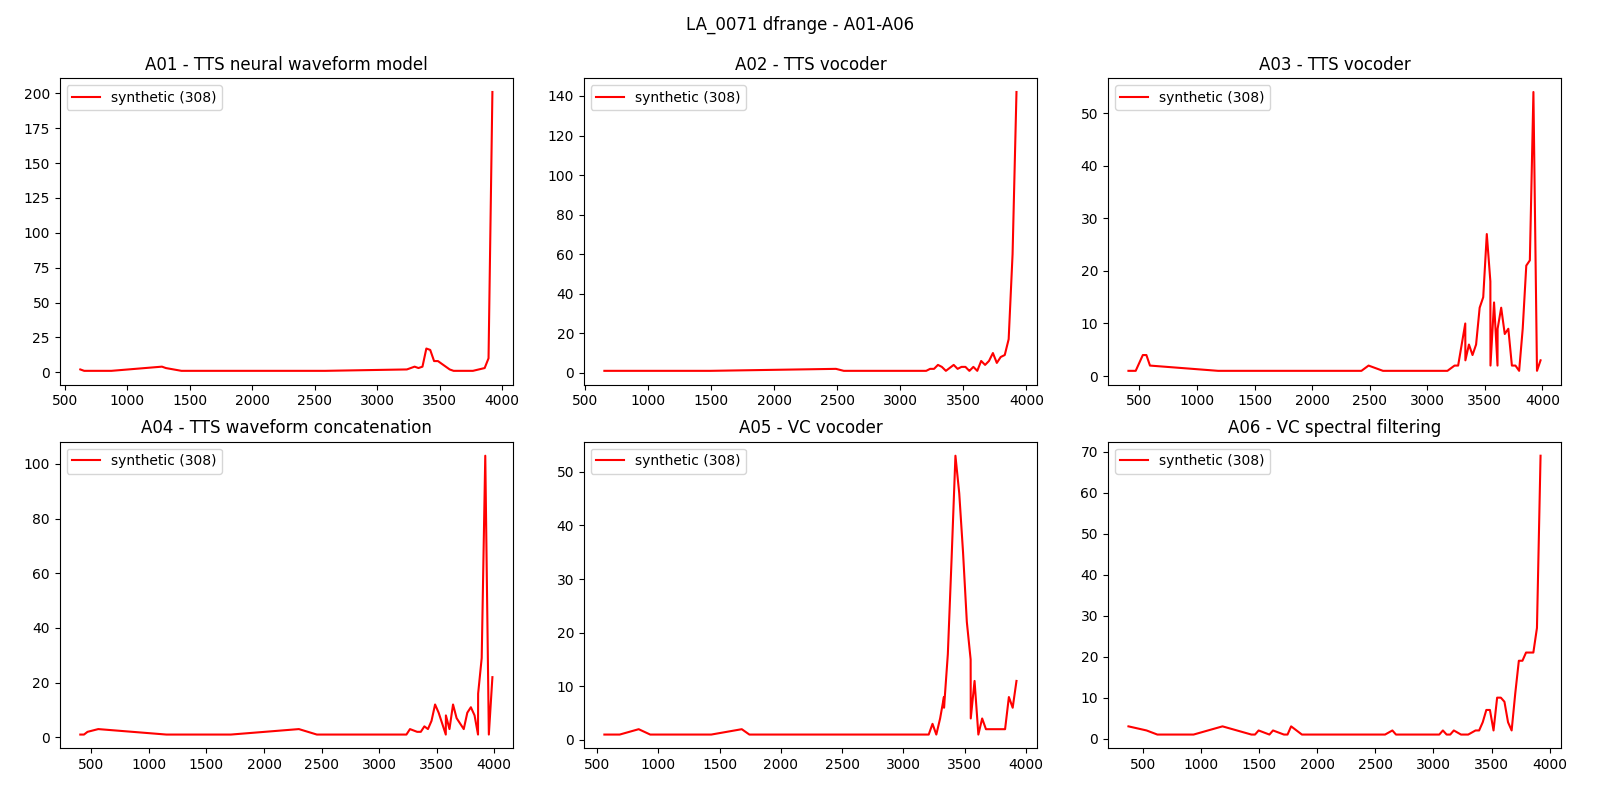 LA_0071 dfrange - A01-A06
A01 - TTS neural waveform model
synthetic (308)
200
175
150
125
100
75
50
25
0
500 1000 1500 2000 2500 3000 3500 4000
A02 - TTS vocoder
synthetic (308)
140
120
100
80
60
40
20
0
500 1000 1500 2000 2500 3000 3500 4000
A03 - TTS vocoder
synthetic (308)
50
40
30
20
10
0
500 1000 1500 2000 2500 3000 3500 4000
A04 - TTS waveform concatenation
synthetic (308)
100
80
60
40
20
0
500 1000 1500 2000 2500 3000 3500 4000
A05 - VC vocoder
synthetic (308)
50
40
30
20
10
0
500 1000 1500 2000 2500 3000 3500 4000
A06 - VC spectral filtering
synthetic (308)
70
60
50
40
30
20
10
0
500 1000 1500 2000 2500 3000 3500 4000